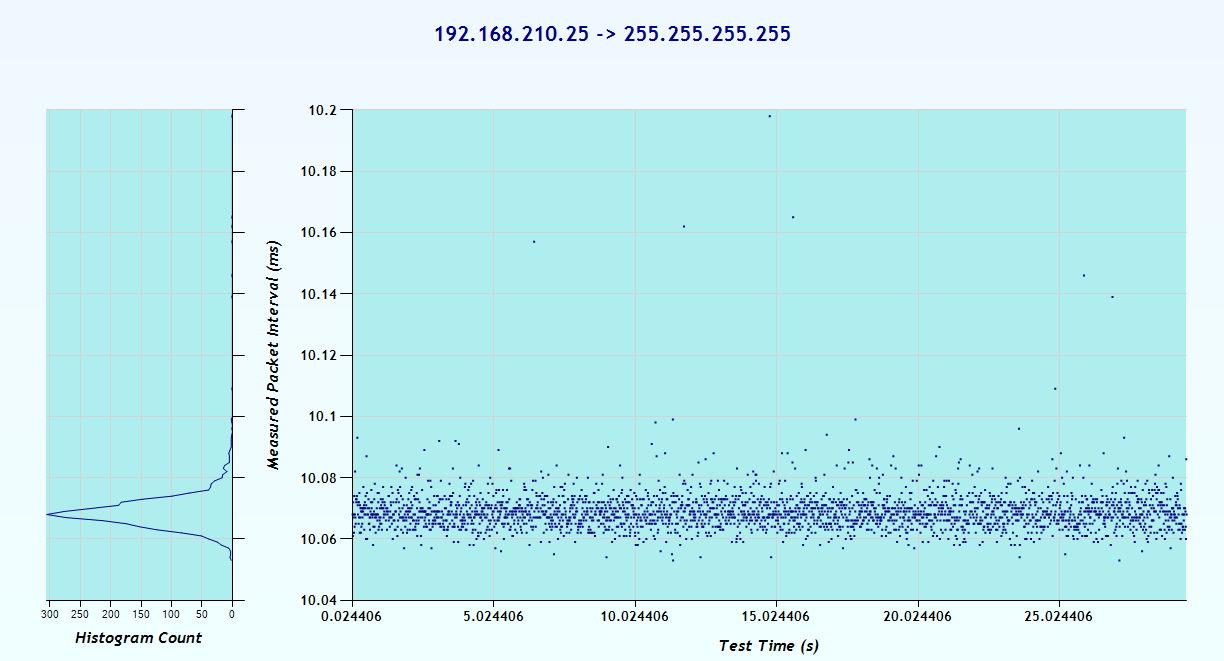 192.168.210.25 -> 255.255.255.255
10.2
10.18
10.16
10.14
10.12
10.1
10.08
10.06
10.04
Measured Packet Interval (ms)
300 250 200 150 100 50 0
Histogram Count
0.024406 5.024406 10.024406 15.024406 20.024406 25.024406
Test Time (s)